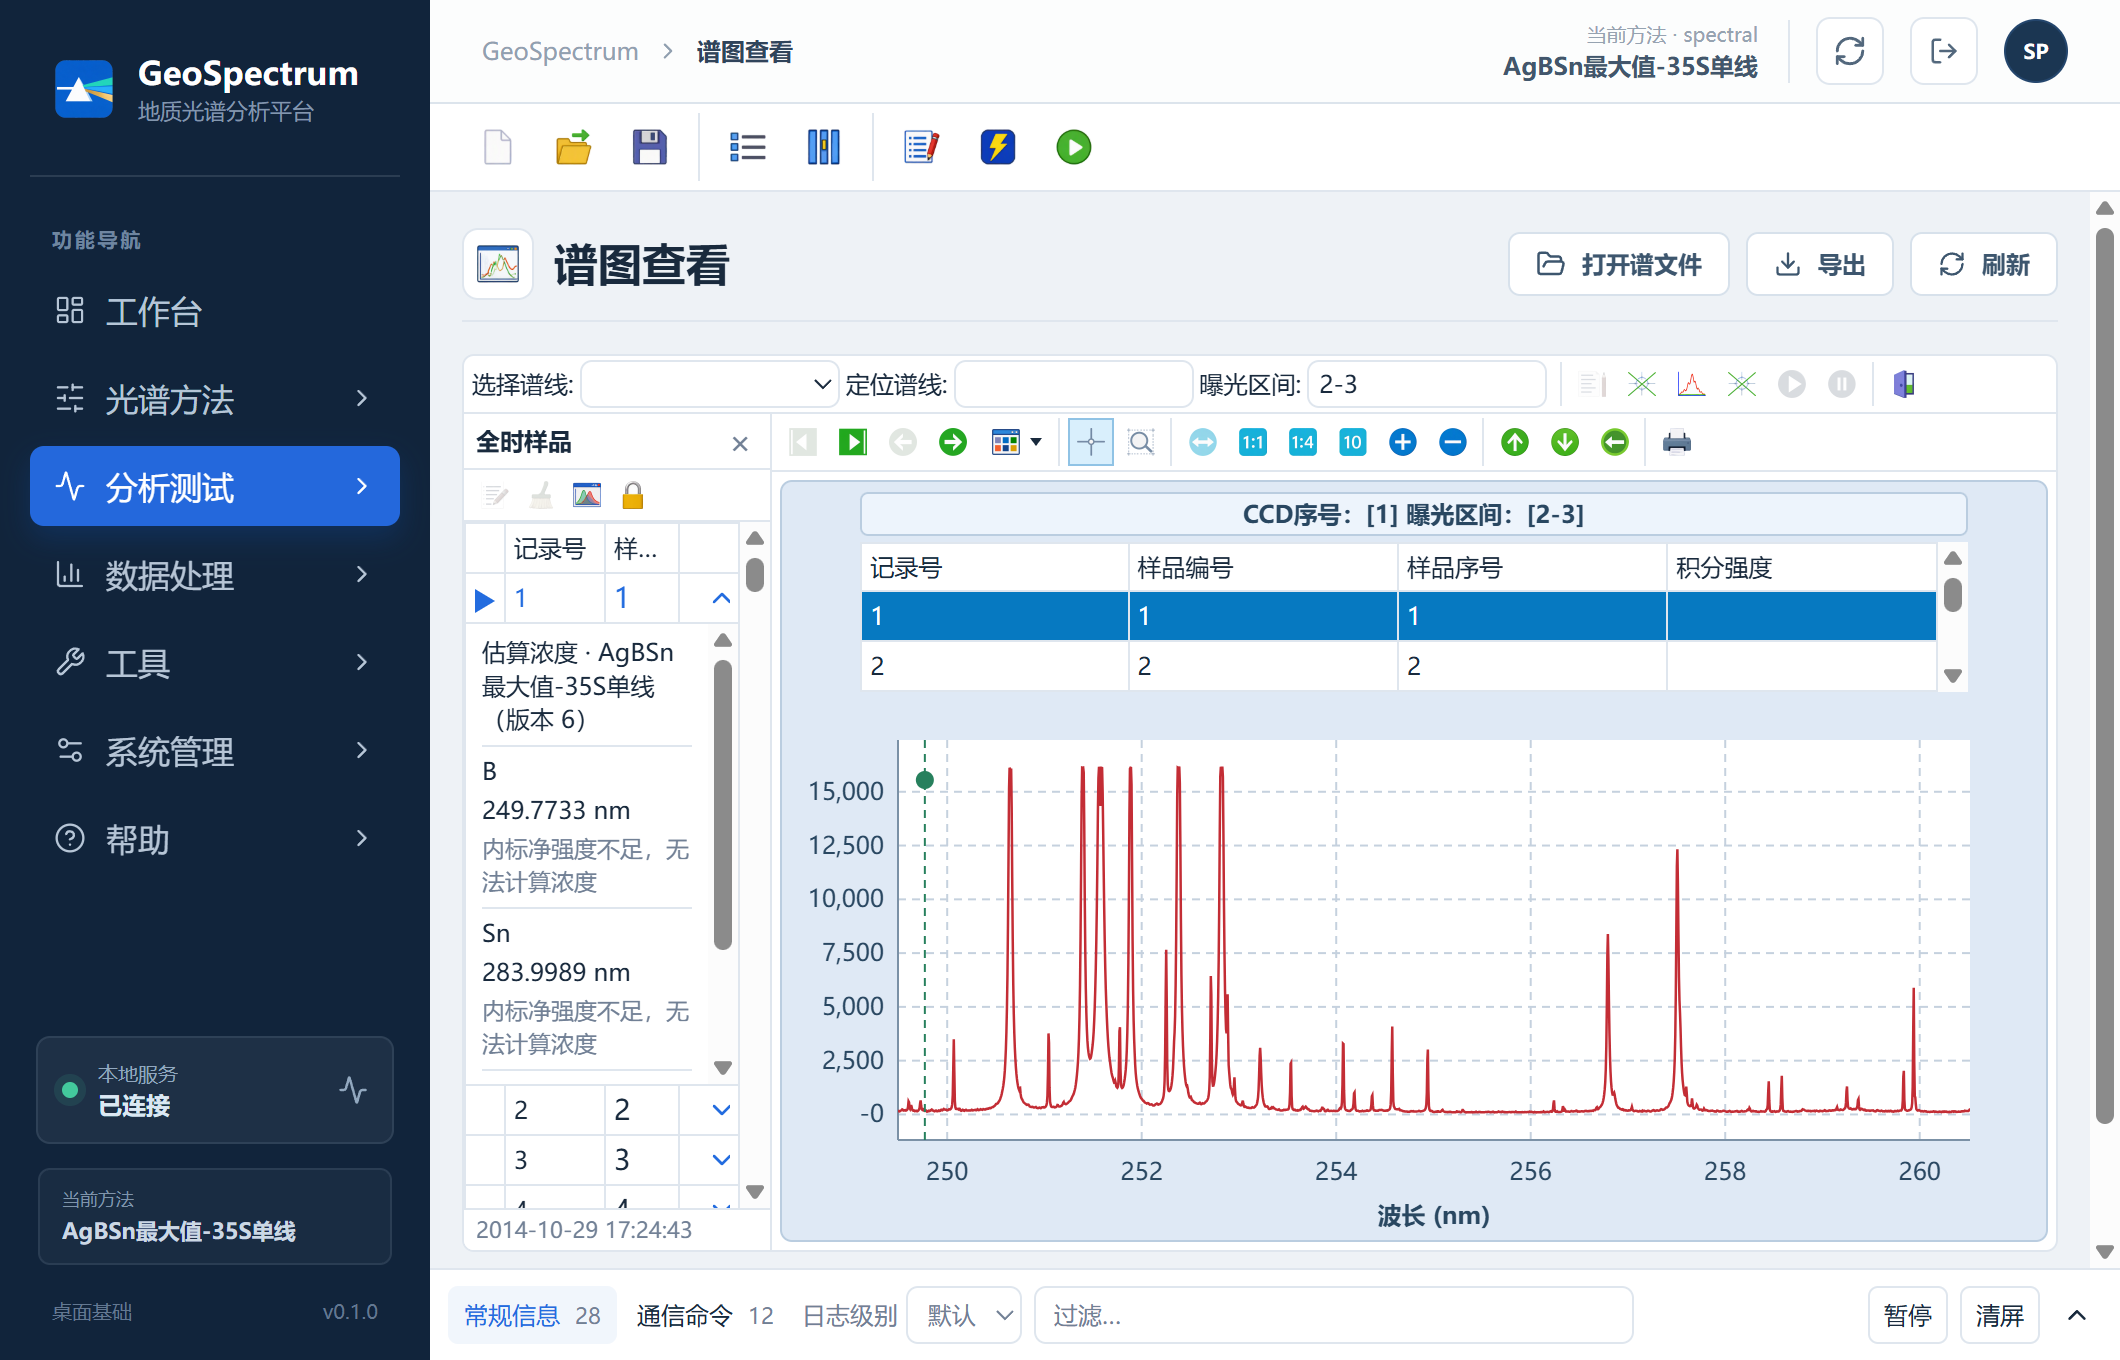 GeoSpectrum
地质光谱分析平台
功能导航
工作台
光谱方法
分析测试
数据处理
工具
系统管理
帮助
本地服务
已连接
当前方法
AgBSn最大值-35S单线
桌面基础 v0.1.0
GeoSpectrum 谱图查看
当前方法 · spectral
AgBSn最大值-35S单线
SP
谱图查看
打开谱文件 导出 刷新
选择谱线: 定位谱线: 曝光区间: 2-3
全时样品
1:1 1:4 10
记录号 样...
1 1
估算浓度 · AgBSn
最大值-35S单线
（版本 6）
B
249.7733 nm
内标净强度不足，无
法计算浓度
Sn
283.9989 nm
内标净强度不足，无
法计算浓度
2 2
3 3
4 4
2014-10-29 17:24:43
CCD序号：[1] 曝光区间：[2-3]
记录号 样品编号 样品序号 积分强度
1 1 1
2 2 2
15,000
12,500
10,000
7,500
5,000
2,500
-0
250 252 254 256 258 260
波长 (nm)
常规信息 28 通信命令 12 日志级别 默认 过滤... 暂停 清屏